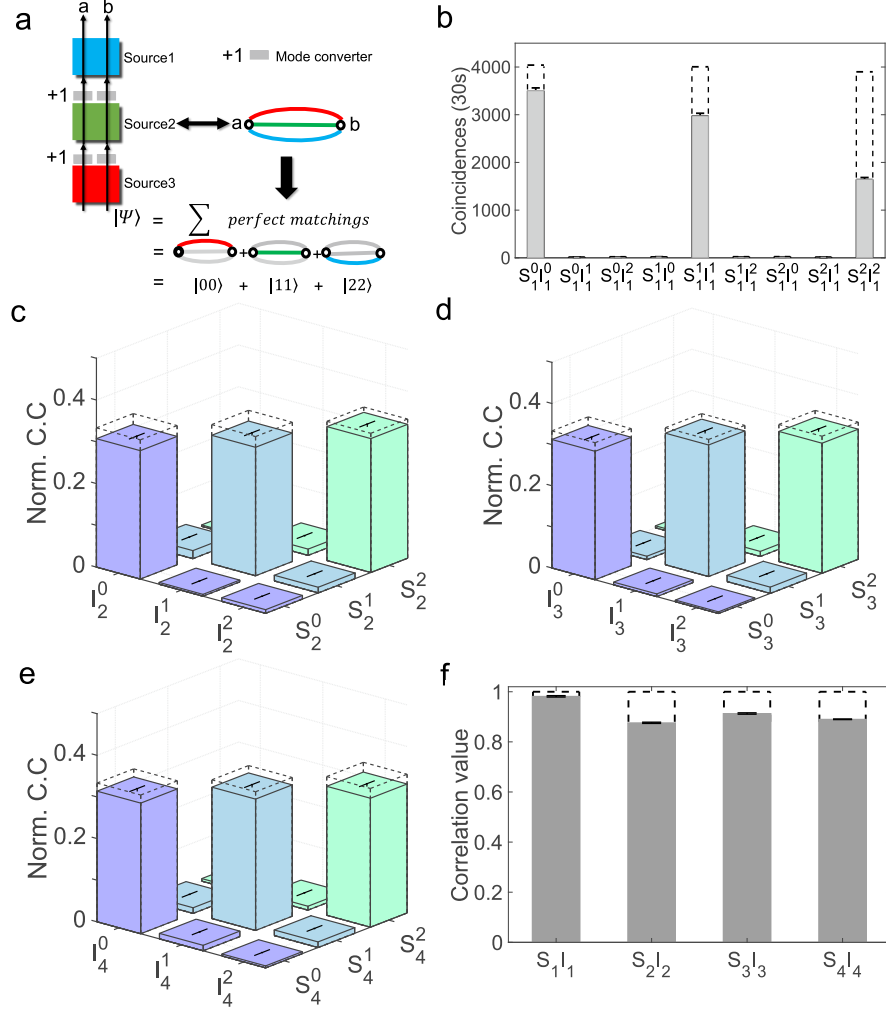 a
a b
Source1
+1 Mode converter
+1
Source2
a b
+1
Source3
|Ψ⟩ = ∑ perfect matchings
= + +
= |00⟩ + |11⟩ + |22⟩
b
Coincidences (30s)
4000
3000
2000
1000
0
S₁⁰I₁⁰ S₁⁰I₁¹ S₁⁰I₁² S₁¹I₁⁰ S₁¹I₁¹ S₁¹I₁² S₁²I₁⁰ S₁²I₁¹ S₁²I₁²
c
Norm. C.C
0.4
0.2
0
I₂⁰ I₂¹ I₂² S₂⁰ S₂¹ S₂²
d
Norm. C.C
0.4
0.2
0
I₃⁰ I₃¹ I₃² S₃⁰ S₃¹ S₃²
e
Norm. C.C
0.4
0.2
0
I₄⁰ I₄¹ I₄² S₄⁰ S₄¹ S₄²
f
Correlation value
1
0.8
0.6
0.4
0.2
0
S₁I₁ S₂I₂ S₃I₃ S₄I₄